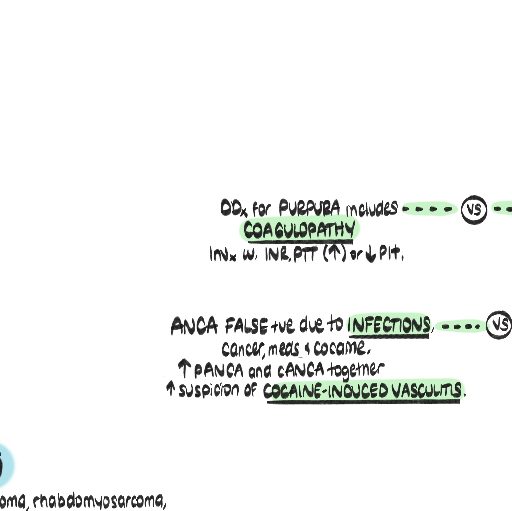 DDx for PURPURA includes ---- VS --
COAGULOPATHY
INVx w. INR, PTT (↑) or ↓ Plt.
ANCA FALSE +ve due to INFECTIONS, ---- VS
cancer, meds & cocaine.
↑ pANCA and cANCA together
↑ suspicion of COCAINE-INDUCED VASCULITIS.
oma, rhabdomyosarcoma,